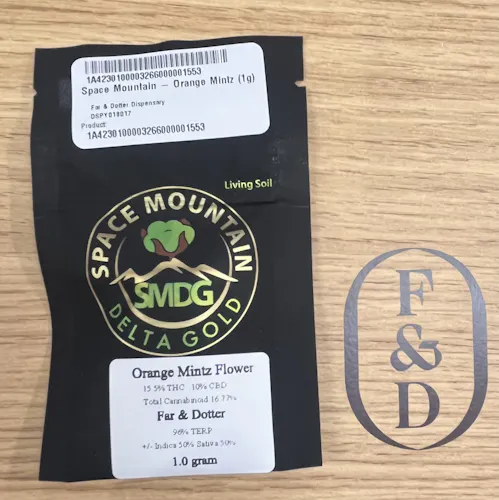 1A4230100003266000001553
Space Mountain — Orange Mintz (1g)
Far & Dotter Dispensary
DSPY018017
Product:
1A4230100003266000001553
Living Soil
SPACE MOUNTAIN
SMDG
DELTA GOLD
Orange Mintz Flower
15.5% THC 10% CBD
Total Cannabinoid 16.77%
Far & Dotter
96% TERP
+/- Indica 50% Sativa 50%
1.0 gram
F
&
D